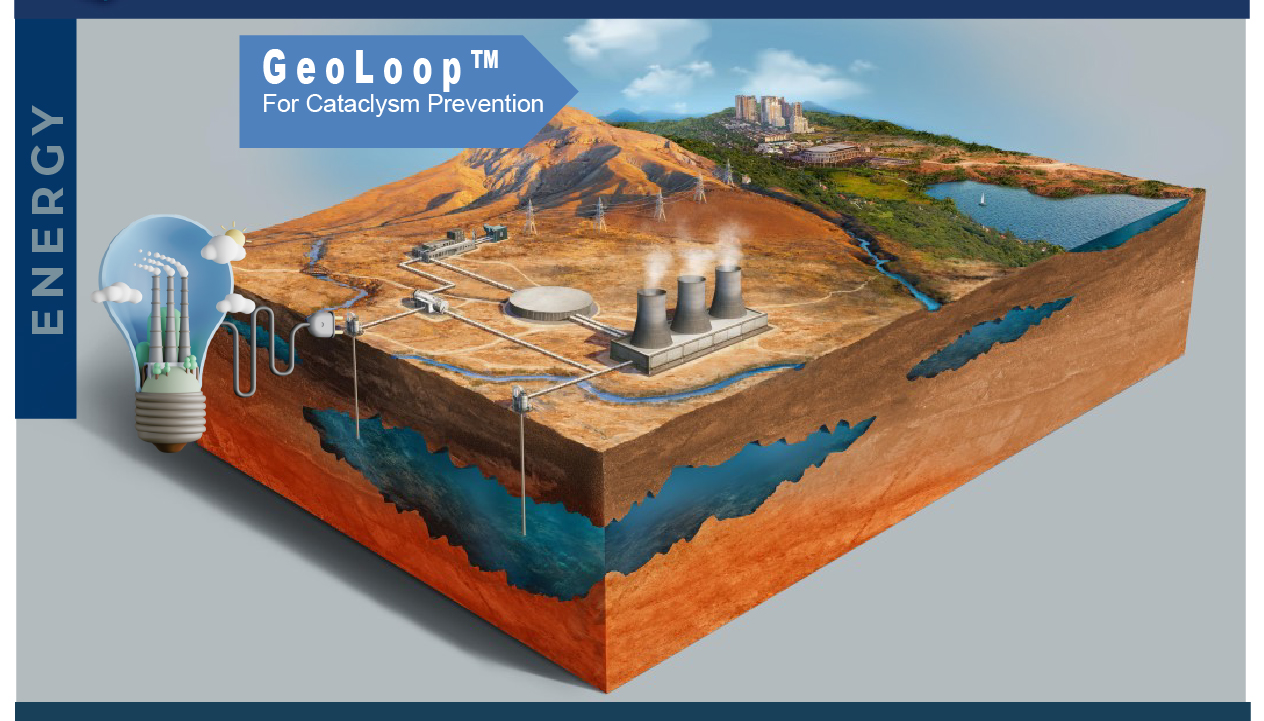 GeoLoop™
For Cataclysm Prevention
ENERGY